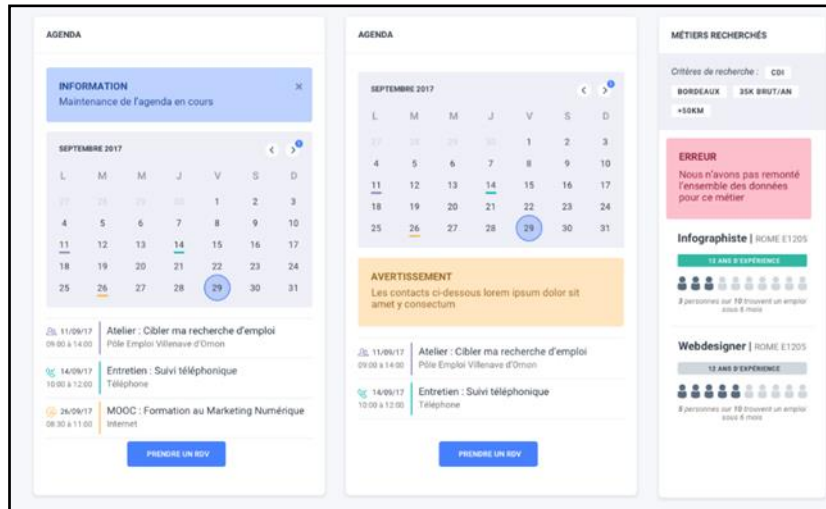 AGENDA
INFORMATION
Maintenance de l'agenda en cours
SEPTEMBRE 2017
L M M J V S D
27 28 29 30 1 2 3
4 5 6 7 8 9 10
11 12 13 14 15 16 17
18 19 20 21 22 23 24
25 26 27 28 29 30 31
11/09/17 Atelier : Cibler ma recherche d'emploi
09:00 à 14:00 Pôle Emploi Villenave d'Ornon
14/09/17 Entretien : Suivi téléphonique
10:00 à 12:00 Téléphone
26/09/17 MOOC : Formation au Marketing Numérique
08:30 à 11:00 Internet
PRENDRE UN RDV
AGENDA
SEPTEMBRE 2017
L M M J V S D
27 28 29 30 1 2 3
4 5 6 7 8 9 10
11 12 13 14 15 16 17
18 19 20 21 22 23 24
25 26 27 28 29 30 31
AVERTISSEMENT
Les contacts ci-dessous lorem ipsum dolor sit
amet y consectum
11/09/17 Atelier : Cibler ma recherche d'emploi
09:00 à 14:00 Pôle Emploi Villenave d'Ornon
14/09/17 Entretien : Suivi téléphonique
10:00 à 12:00 Téléphone
PRENDRE UN RDV
MÉTIERS RECHERCHÉS
Critères de recherche : CDI
BORDEAUX 35K BRUT/AN
+50KM
ERREUR
Nous n'avons pas remonté
l'ensemble des données
pour ce métier
Infographiste | ROME E1205
12 ANS D'EXPÉRIENCE
3 personnes sur 10 trouvent un emploi
sous 6 mois
Webdesigner | ROME E1205
12 ANS D'EXPÉRIENCE
5 personnes sur 10 trouvent un emploi
sous 6 mois